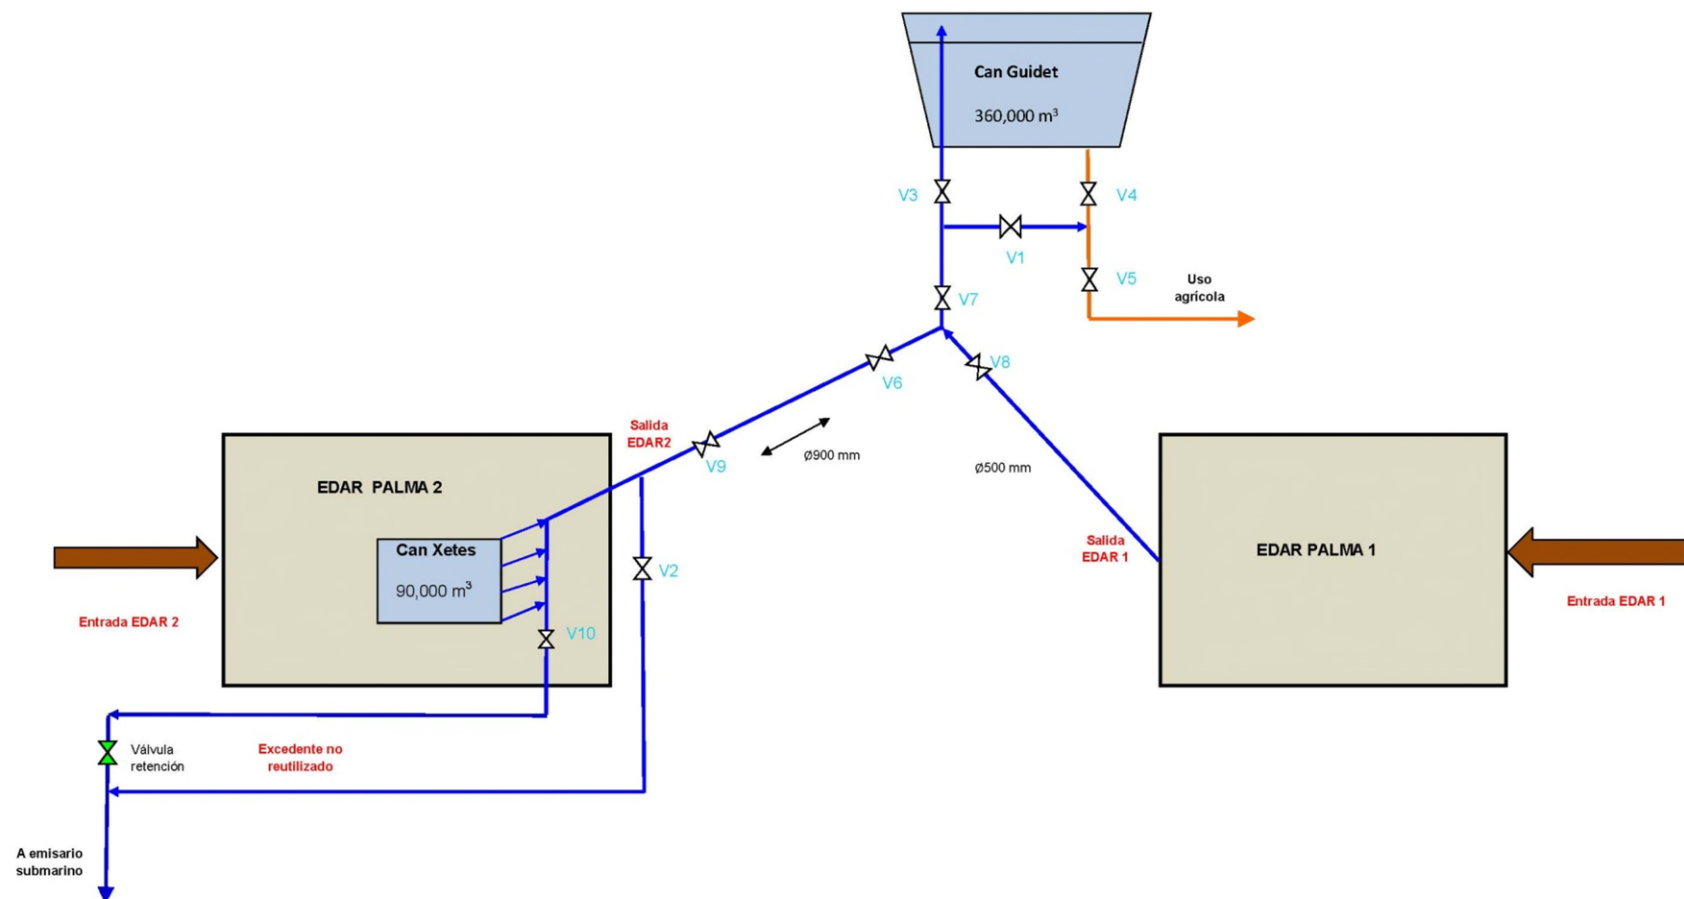 Can Guidet
360,000 m³
V3
V4
V1
V5
Uso
agrícola
V7
V8
V6
Salida
EDAR2
V9
Ø900 mm
Ø500 mm
EDAR PALMA 2
Can Xetes
90,000 m³
V2
V10
Entrada EDAR 2
Salida
EDAR 1
EDAR PALMA 1
Entrada EDAR 1
Válvula
retención
Excedente no
reutilizado
A emisario
submarino